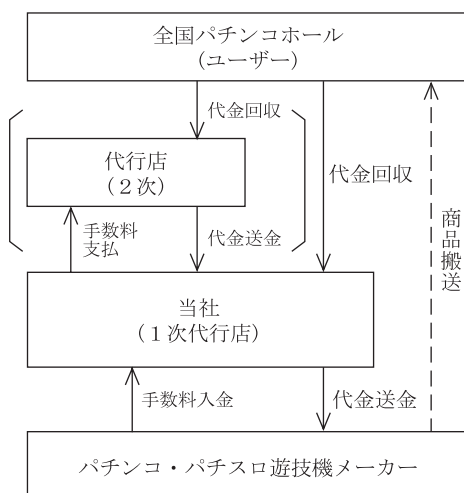 全国パチンコホール
(ユーザー)
代金回収
代行店
(２次)
代金回収
手数料
支払
代金送金
商品搬送
当社
(１次代行店)
手数料入金
代金送金
パチンコ・パチスロ遊技機メーカー